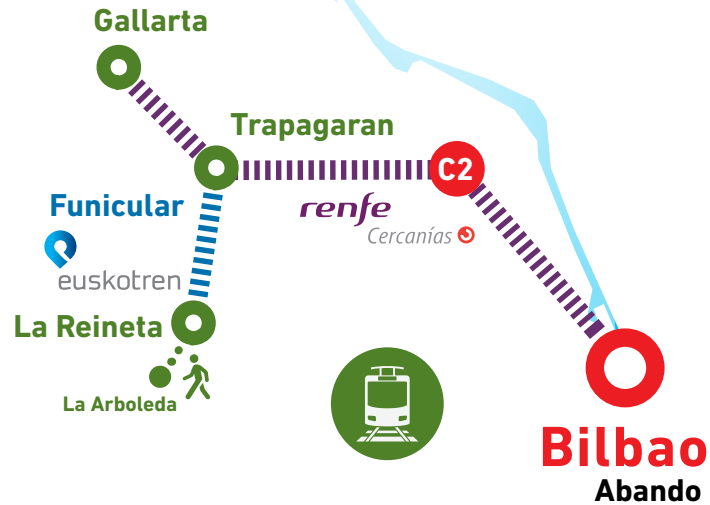 Gallarta
Trapagaran
C2
renfe
Cercanías
Funicular
euskotren
La Reineta
La Arboleda
Bilbao
Abando